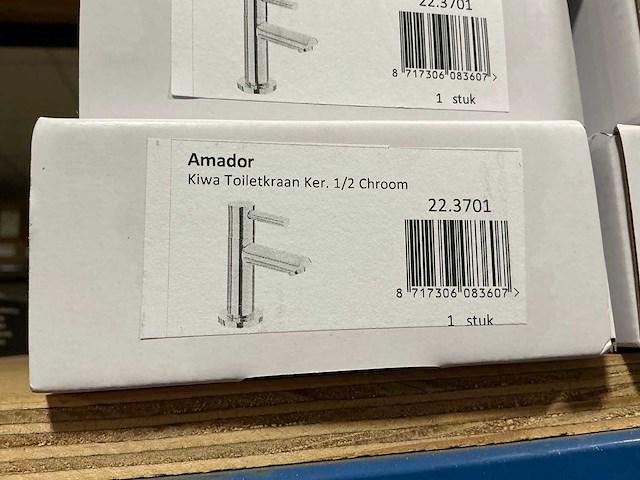 22.3701
8 717306 083607 >
1 stuk
Amador
Kiwa Toiletkraan Ker. 1/2 Chroom
22.3701
8 717306 083607 >
1 stuk